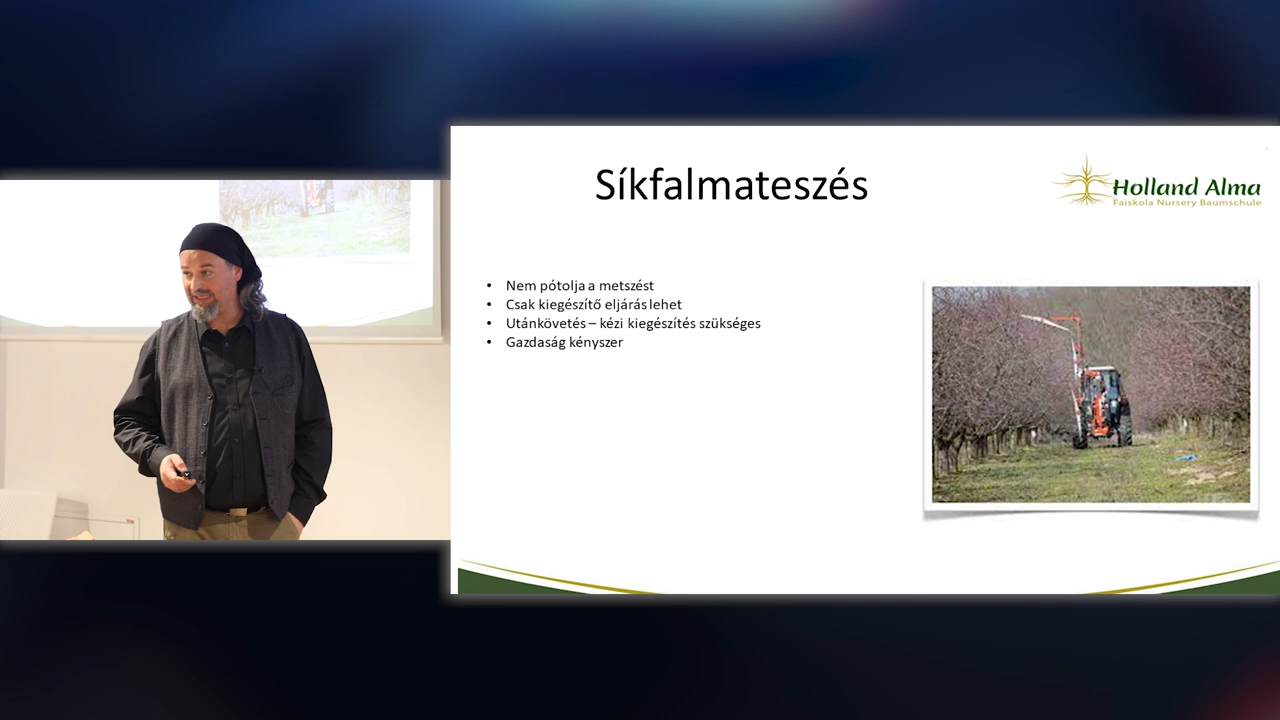 Síkfalmateszés
Holland Alma
Faiskola Nursery Baumschule
• Nem pótolja a metszést
• Csak kiegészítő eljárás lehet
• Utánkövetés – kézi kiegészítés szükséges
• Gazdaság kényszer